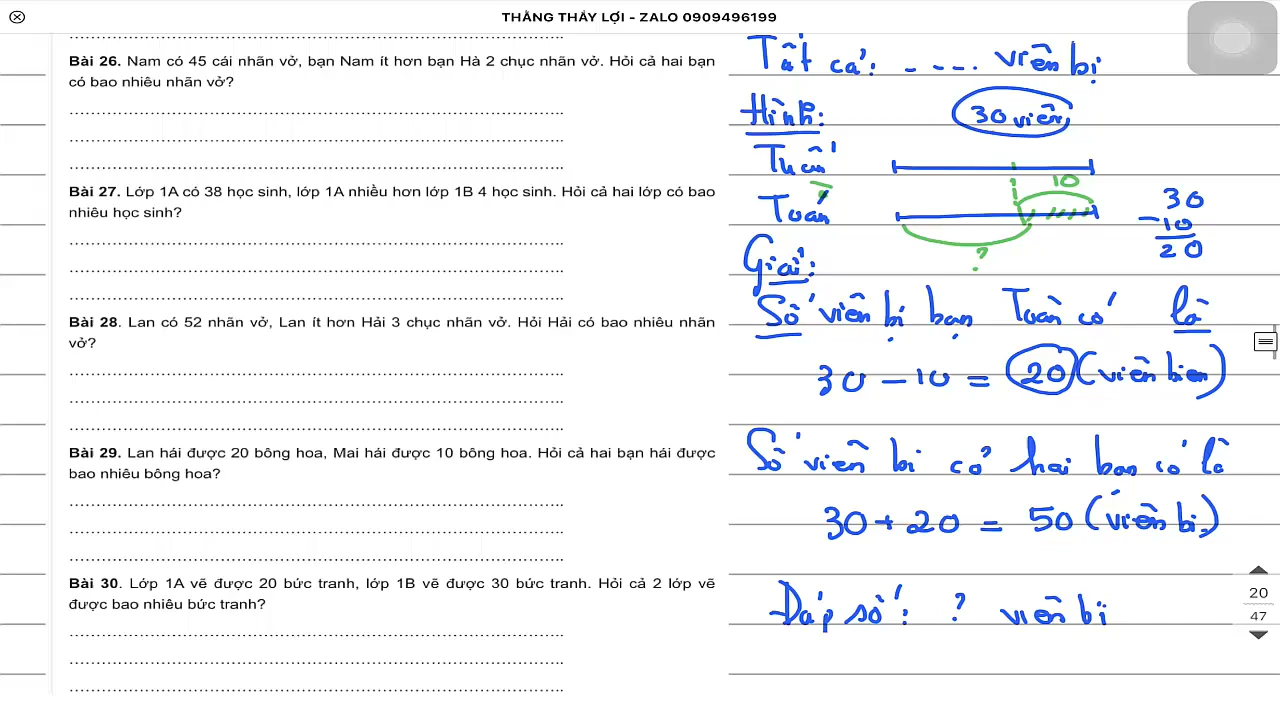 THẮNG THẦY LỢI - ZALO 0909496199
Bài 26. Nam có 45 cái nhãn vở, bạn Nam ít hơn bạn Hà 2 chục nhãn vở. Hỏi cả hai bạn
có bao nhiêu nhãn vở?
Bài 27. Lớp 1A có 38 học sinh, lớp 1A nhiều hơn lớp 1B 4 học sinh. Hỏi cả hai lớp có bao
nhiêu học sinh?
Bài 28. Lan có 52 nhãn vở, Lan ít hơn Hải 3 chục nhãn vở. Hỏi Hải có bao nhiêu nhãn
vở?
Bài 29. Lan hái được 20 bông hoa, Mai hái được 10 bông hoa. Hỏi cả hai bạn hái được
bao nhiêu bông hoa?
Bài 30. Lớp 1A vẽ được 20 bức tranh, lớp 1B vẽ được 30 bức tranh. Hỏi cả 2 lớp vẽ
được bao nhiêu bức tranh?
Tất cả: ..... viên bị
Hình: 30 viên
Tuấn
10
Toán
?
30
-10
20
Giải:
Số viên bị bạn Toàn có là
30 - 10 = 20 (viên bien)
Số viên bi cả hai bạn có là
30 + 20 = 50 (viên bi)
Đáp số: ? viên bi
20
47